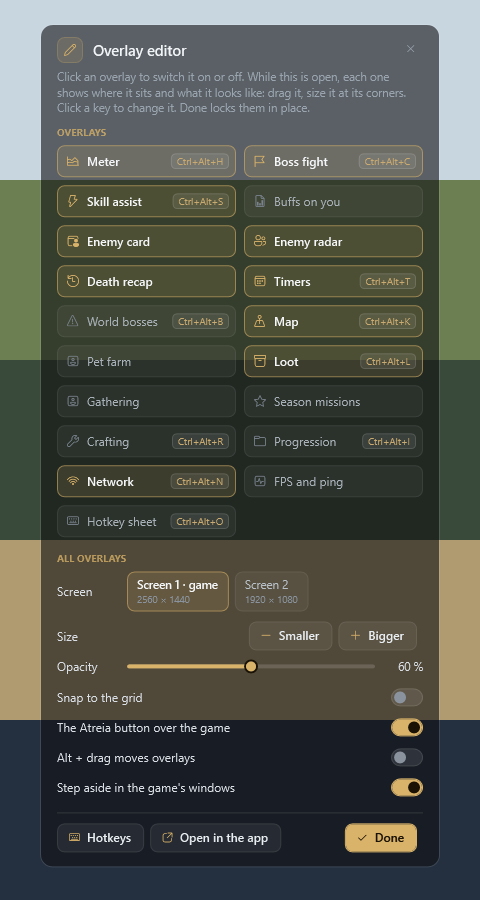 Overlay editor
Click an overlay to switch it on or off. While this is open, each one
shows where it sits and what it looks like: drag it, size it at its corners.
Click a key to change it. Done locks them in place.
OVERLAYS
Meter Ctrl+Alt+H
Boss fight Ctrl+Alt+C
Skill assist Ctrl+Alt+S
Buffs on you
Enemy card
Enemy radar
Death recap
Timers Ctrl+Alt+T
World bosses Ctrl+Alt+B
Map Ctrl+Alt+K
Pet farm
Loot Ctrl+Alt+L
Gathering
Season missions
Crafting Ctrl+Alt+R
Progression Ctrl+Alt+I
Network Ctrl+Alt+N
FPS and ping
Hotkey sheet Ctrl+Alt+O
ALL OVERLAYS
Screen
Screen 1 · game
2560 × 1440
Screen 2
1920 × 1080
Size
Smaller
Bigger
Opacity
60 %
Snap to the grid
The Atreia button over the game
Alt + drag moves overlays
Step aside in the game's windows
Hotkeys
Open in the app
Done